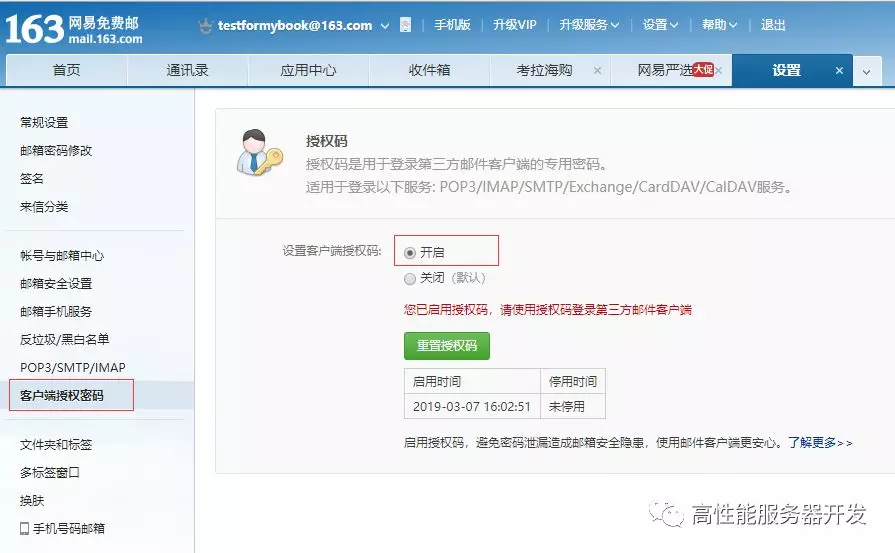 163 网易免费邮
mail.163.com
testformybook@163.com
手机版 | 升级VIP | 升级服务 | 设置 | 帮助 | 退出
首页 通讯录 应用中心 收件箱 考拉海购 × 网易严选 大促 × 设置 ×
常规设置
邮箱密码修改
签名
来信分类
帐号与邮箱中心
邮箱安全设置
邮箱手机服务
反垃圾/黑白名单
POP3/SMTP/IMAP
客户端授权密码
文件夹和标签
多标签窗口
换肤
手机号码邮箱
授权码
授权码是用于登录第三方邮件客户端的专用密码。
适用于登录以下服务: POP3/IMAP/SMTP/Exchange/CardDAV/CalDAV服务。
设置客户端授权码: 开启
关闭（默认）
您已启用授权码，请使用授权码登录第三方邮件客户端
重置授权码
启用时间 停用时间
2019-03-07 16:02:51 未停用
启用授权码，避免密码泄漏造成邮箱安全隐患，使用邮件客户端更安心。了解更多>>
高性能服务器开发